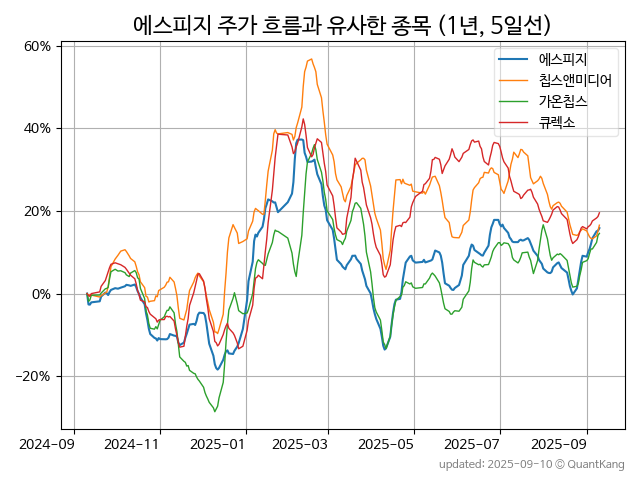 에스피지 주가 흐름과 유사한 종목 (1년, 5일선)
에스피지
칩스앤미디어
가온칩스
큐렉소
60%
40%
20%
0%
−20%
2024-09 2024-11 2025-01 2025-03 2025-05 2025-07 2025-09
updated: 2025-09-10 © QuantKang